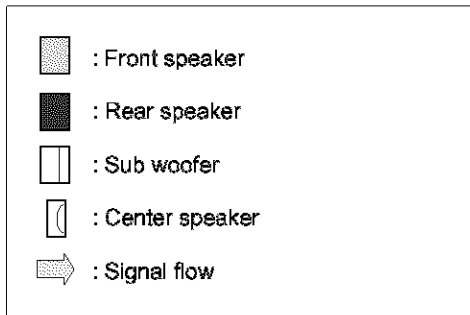 : Front speaker
: Rear speaker
: Sub woofer
: Center speaker
: Signal flow